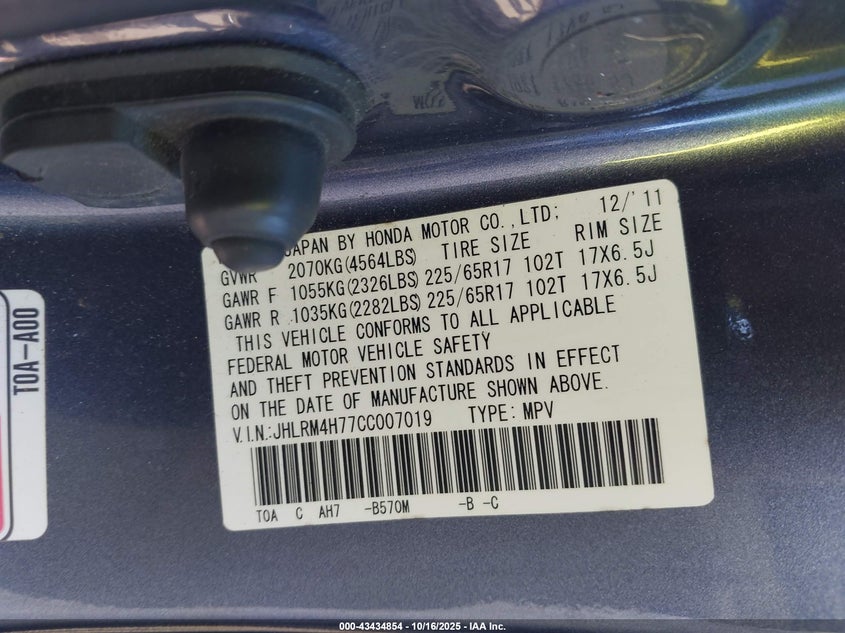 JAPAN BY HONDA MOTOR CO.,LTD; 12/'11
GVWR 2070KG(4564LBS) TIRE SIZE RIM SIZE
GAWR F 1055KG(2326LBS) 225/65R17 102T 17X6.5J
GAWR R 1035KG(2282LBS) 225/65R17 102T 17X6.5J
THIS VEHICLE CONFORMS TO ALL APPLICABLE
FEDERAL MOTOR VEHICLE SAFETY
AND THEFT PREVENTION STANDARDS IN EFFECT
ON THE DATE OF MANUFACTURE SHOWN ABOVE.
V.I.N.:JHLRM4H77CC007019 TYPE: MPV
T0A C AH7 -B570M -B -C
T0A-A00
000-43434854 - 10/16/2025 - IAA Inc.